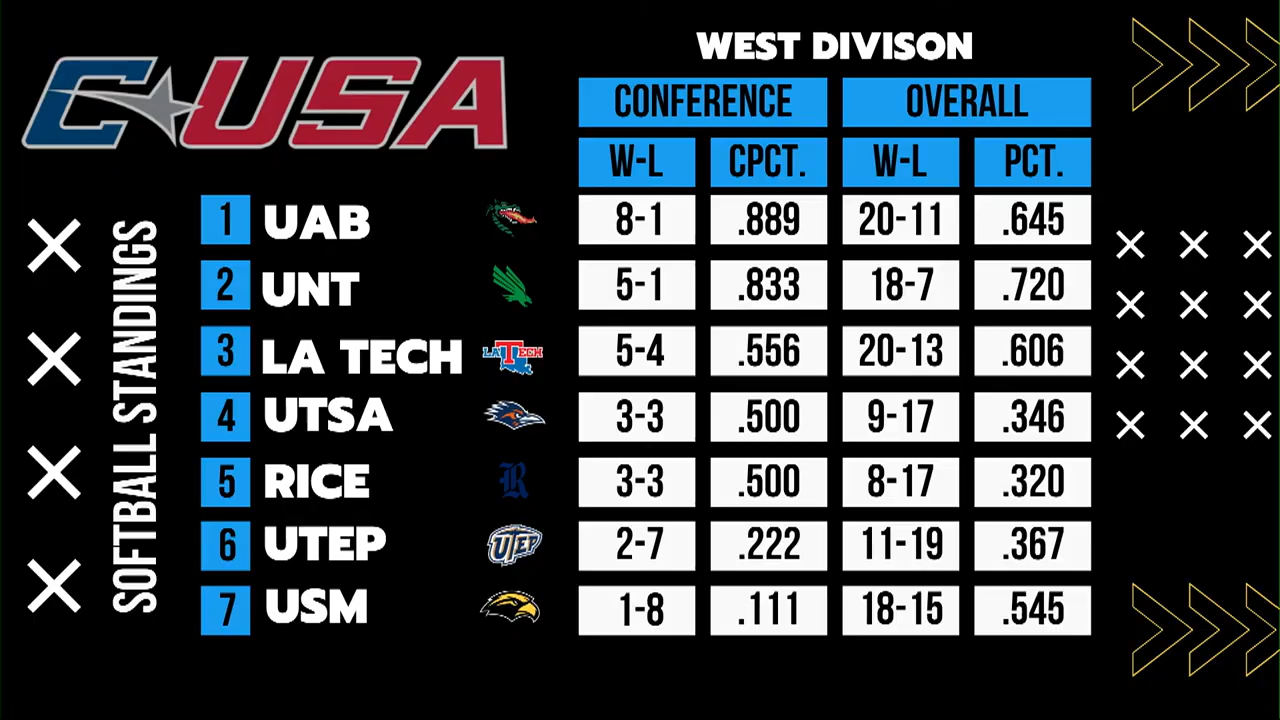 WEST DIVISON
C USA
CONFERENCE OVERALL
W-L CPCT. W-L PCT.
SOFTBALL STANDINGS
1 UAB 8-1 .889 20-11 .645
2 UNT 5-1 .833 18-7 .720
3 LA TECH LA TECH 5-4 .556 20-13 .606
4 UTSA 3-3 .500 9-17 .346
5 RICE R 3-3 .500 8-17 .320
6 UTEP UTEP 2-7 .222 11-19 .367
7 USM 1-8 .111 18-15 .545